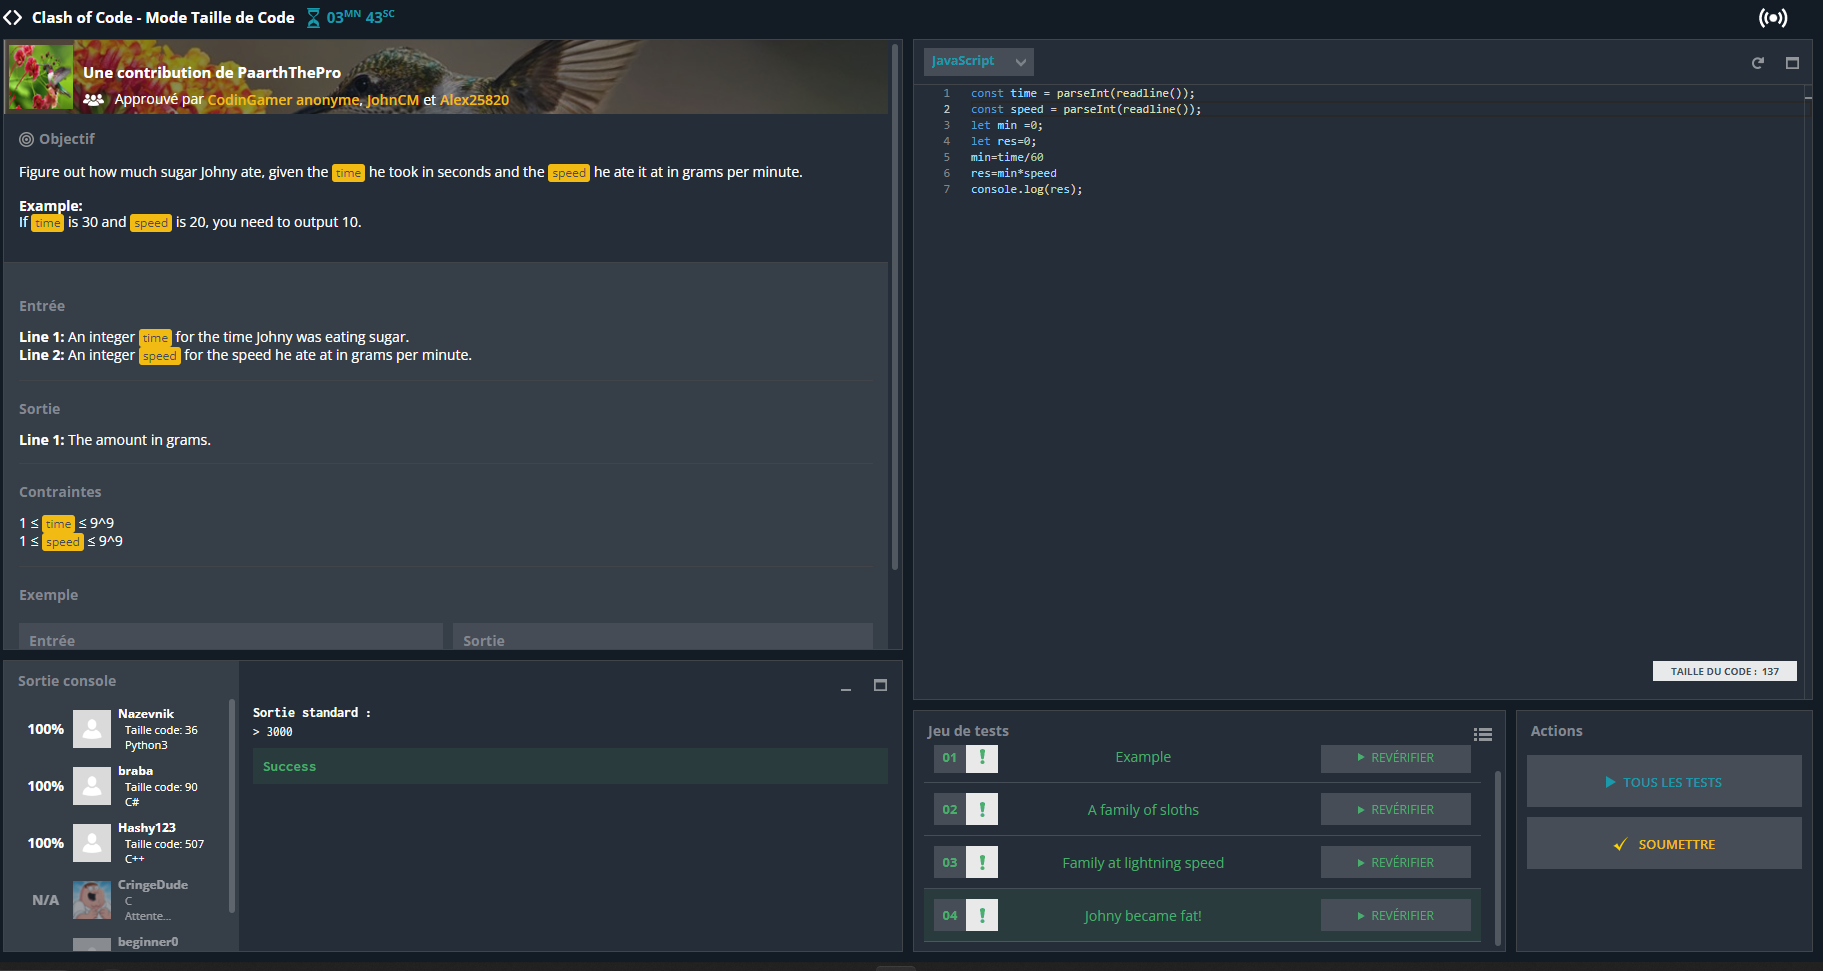 Clash of Code - Mode Taille de Code 03MN 43SC
Une contribution de PaarthThePro
Approuvé par CodinGamer anonyme, JohnCM et Alex25820
Objectif
Figure out how much sugar Johny ate, given the time he took in seconds and the speed he ate it at in grams per minute.
Example:
If time is 30 and speed is 20, you need to output 10.
Entrée
Line 1: An integer time for the time Johny was eating sugar.
Line 2: An integer speed for the speed he ate at in grams per minute.
Sortie
Line 1: The amount in grams.
Contraintes
1 ≤ time ≤ 9^9
1 ≤ speed ≤ 9^9
Exemple
Entrée
Sortie
Sortie console
100% Nazevnik
Taille code: 36
Python3
100% braba
Taille code: 90
C#
100% Hashy123
Taille code: 507
C++
N/A CringeDude
C
Attente...
beginner0
Sortie standard :
> 3000
Success
JavaScript
1 const time = parseInt(readline());
2 const speed = parseInt(readline());
3 let min =0;
4 let res=0;
5 min=time/60
6 res=min*speed
7 console.log(res);
TAILLE DU CODE : 137
Jeu de tests
01 ! Example REVÉRIFIER
02 ! A family of sloths REVÉRIFIER
03 ! Family at lightning speed REVÉRIFIER
04 ! Johny became fat! REVÉRIFIER
Actions
TOUS LES TESTS
SOUMETTRE